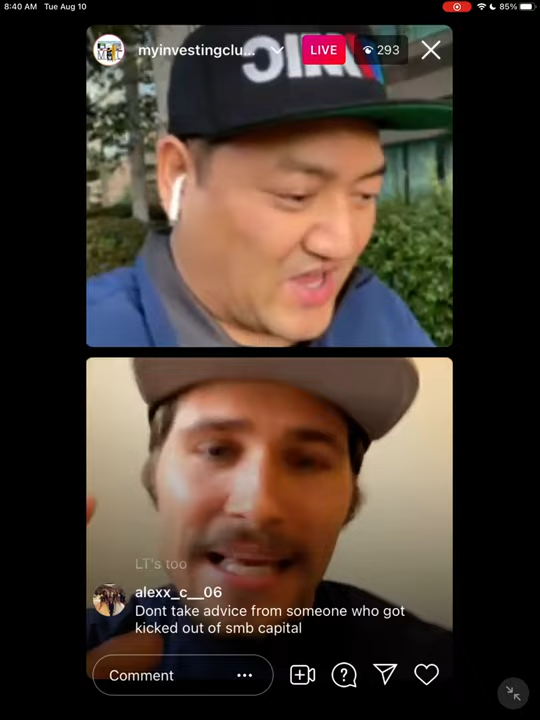 8:40 AM Tue Aug 10
85%
myinvestingclu...
LIVE
293
MIC
LT's too
alexx_c__06
Dont take advice from someone who got
kicked out of smb capital
Comment